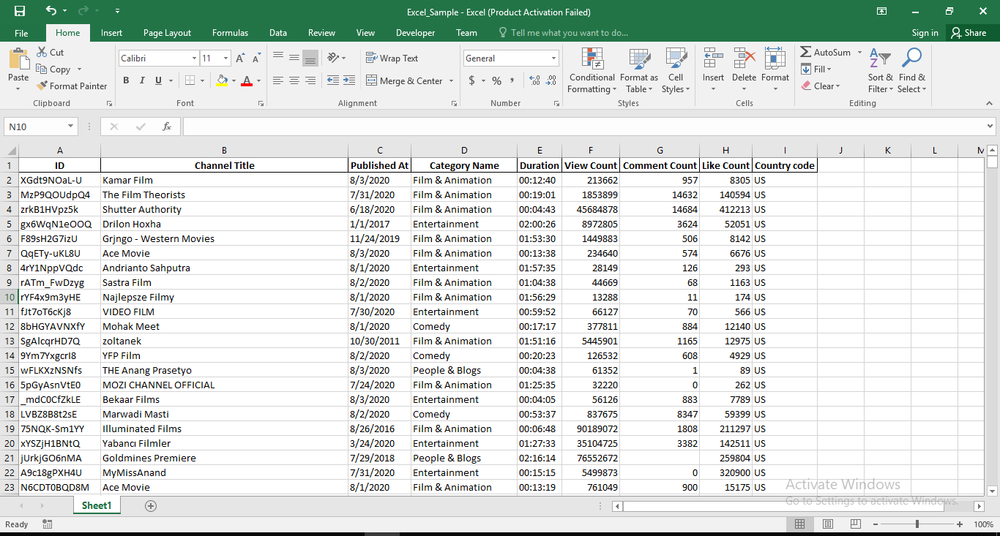 Excel_Sample - Excel (Product Activation Failed)
File Home Insert Page Layout Formulas Data Review View Developer Team Tell me what you want to do... Sign in Share
Paste Cut Copy Format Painter Clipboard
Calibri 11 B I U A A A Font
Wrap Text Merge & Center Alignment
General $ % , .0 .00 .00 .0 Number
Conditional Formatting Format as Table Cell Styles Styles
Insert Delete Format Cells
AutoSum Fill Clear Sort & Filter Find & Select Editing
N10 fx
A B C D E F G H I J K L M
1 ID Channel Title Published At Category Name Duration View Count Comment Count Like Count Country code
2 XGdt9NOaL-U Kamar Film 8/3/2020 Film & Animation 00:12:40 213662 957 8305 US
3 MzP9QOUdpQ4 The Film Theorists 7/31/2020 Film & Animation 00:19:01 1853899 14632 140594 US
4 zrkB1HVpz5k Shutter Authority 6/18/2020 Film & Animation 00:04:43 45684878 14684 412213 US
5 gx6WqN1eOOQ Drilon Hoxha 1/1/2017 Entertainment 02:00:26 8972805 3624 52051 US
6 F89sH2G7izU Grjngo - Western Movies 11/24/2019 Film & Animation 01:53:30 1449883 506 8142 US
7 QqETy-uKL8U Ace Movie 8/3/2020 Film & Animation 00:13:38 234640 574 6676 US
8 4rY1NppVQdc Andrianto Sahputra 8/1/2020 Entertainment 01:57:35 28149 126 293 US
9 rATm_FwDzyg Sastra Film 8/2/2020 Film & Animation 01:04:38 44669 68 1163 US
10 rYF4x9m3yHE Najlepsze Filmy 8/1/2020 Film & Animation 01:56:29 13288 11 174 US
11 fJt7oT6cKj8 VIDEO FILM 7/30/2020 Entertainment 00:59:52 66127 70 566 US
12 8bHGYAVNXfY Mohak Meet 8/1/2020 Comedy 00:17:17 377811 884 12140 US
13 SgAlcqrHD7Q zoltanek 10/30/2011 Film & Animation 01:51:16 5445901 1165 12975 US
14 9Ym7YxgcrI8 YFP Film 8/2/2020 Comedy 00:20:23 126532 608 4929 US
15 wFLKXzNSNfs THE Anang Prasetyo 8/3/2020 People & Blogs 00:04:38 61352 1 89 US
16 5pGyAsnVtE0 MOZI CHANNEL OFFICIAL 7/24/2020 Film & Animation 01:25:35 32220 0 262 US
17 _mdC0CfZkLE Bekaar Films 8/3/2020 Entertainment 00:04:05 56126 883 7789 US
18 LVBZ8B8t2sE Marwadi Masti 8/2/2020 Comedy 00:53:37 837675 8347 59399 US
19 75NQK-Sm1YY Illuminated Films 8/26/2016 Film & Animation 00:06:48 90189072 1808 211297 US
20 xYSZjH1BNtQ Yabancı Filmler 3/24/2020 Entertainment 01:27:33 35104725 3382 142511 US
21 jUrkjGO6nMA Goldmines Premiere 7/29/2018 People & Blogs 02:16:14 76552672 259804 US
22 A9c18gPXH4U MyMissAnand 7/31/2020 Entertainment 00:15:15 5499873 0 320900 US
23 N6CDT0BQD8M Ace Movie 8/1/2020 Film & Animation 00:13:19 761049 900 15175 US
Activate Windows
Go to Settings to activate Windows.
Sheet1
Ready 100%